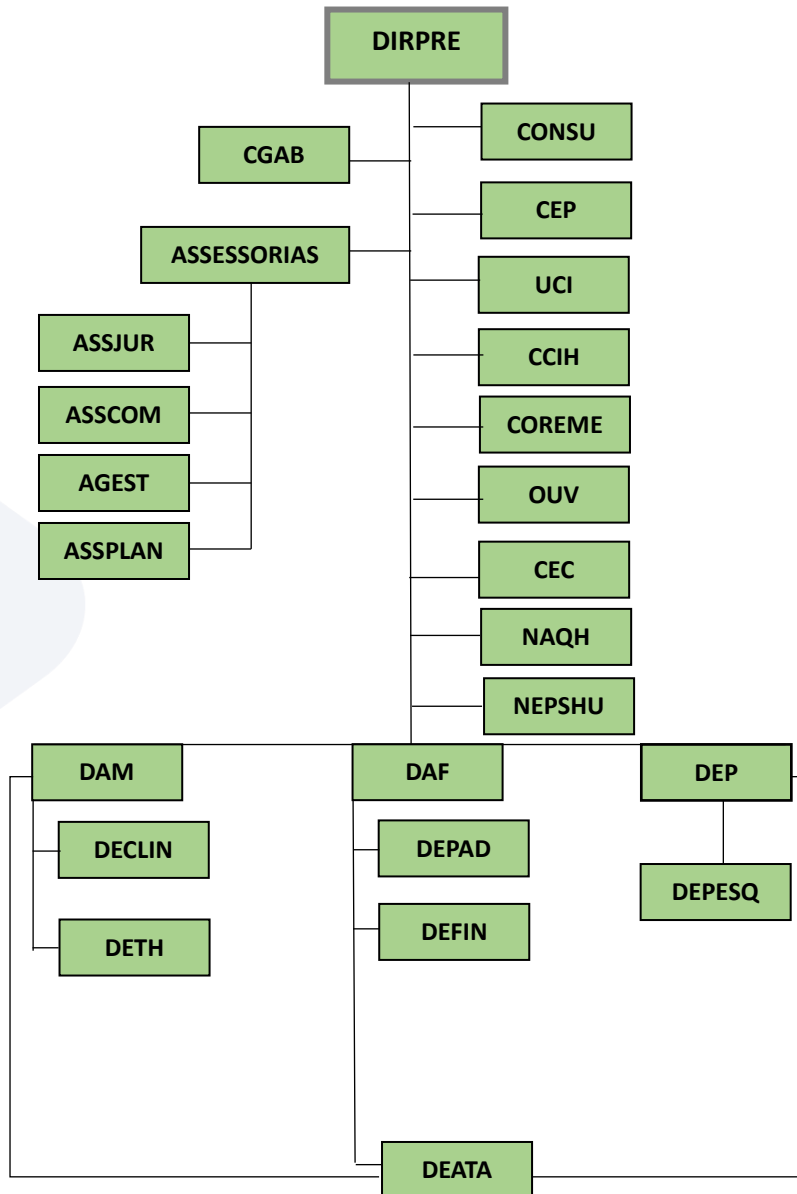 DIRPRE
CONSU
CGAB
CEP
ASSESSORIAS
UCI
ASSJUR
CCIH
ASSCOM
COREME
AGEST
OUV
ASSPLAN
CEC
NAQH
NEPSHU
DAM
DAF
DEP
DECLIN
DEPAD
DEPESQ
DETH
DEFIN
DEATA